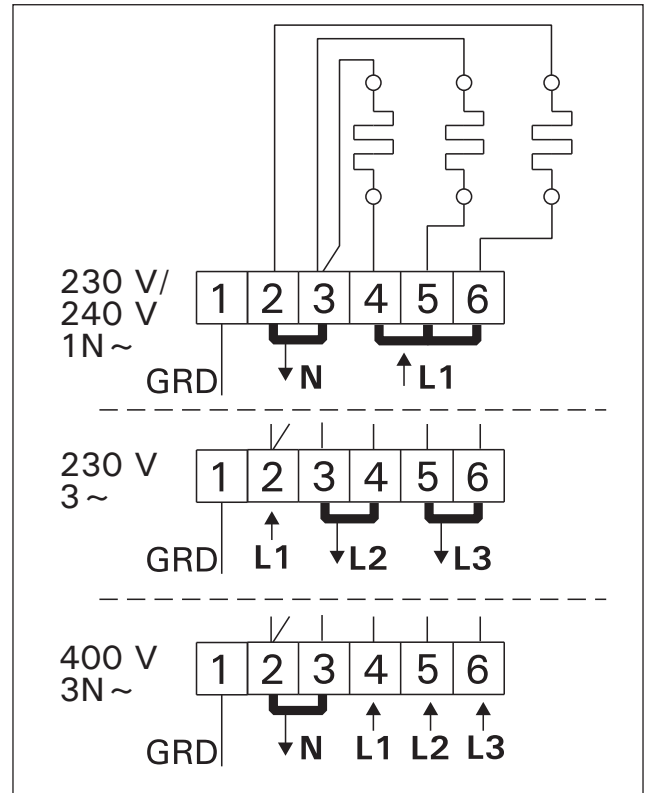 230 V/
240 V
1N~
1 2 3 4 5 6
GRD N L1
230 V
3~
1 2 3 4 5 6
GRD L1 L2 L3
400 V
3N~
1 2 3 4 5 6
GRD N L1 L2 L3